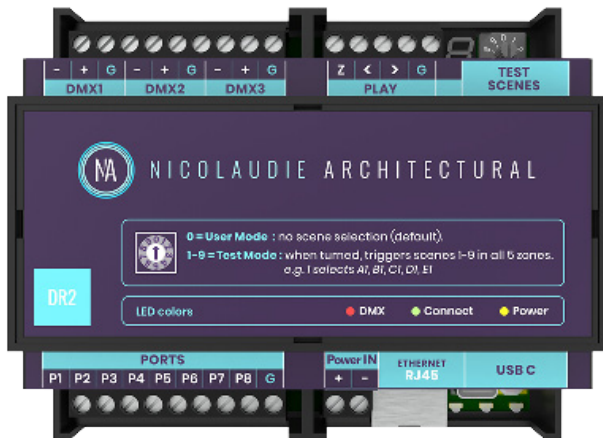 - + G - + G - + G Z < > G
DMX1 DMX2 DMX3 PLAY
TEST
SCENES
NA NICOLAUDIE ARCHITECTURAL
0 = User Mode : no scene selection (default).
1-9 = Test Mode : when turned, triggers scenes 1-9 in all 5 zones.
e.g. 1 selects A1, B1, C1, D1, E1
DR2
LED colors DMX Connect Power
PORTS
P1 P2 P3 P4 P5 P6 P7 P8 G
Power IN
+ -
ETHERNET
RJ45
USB C